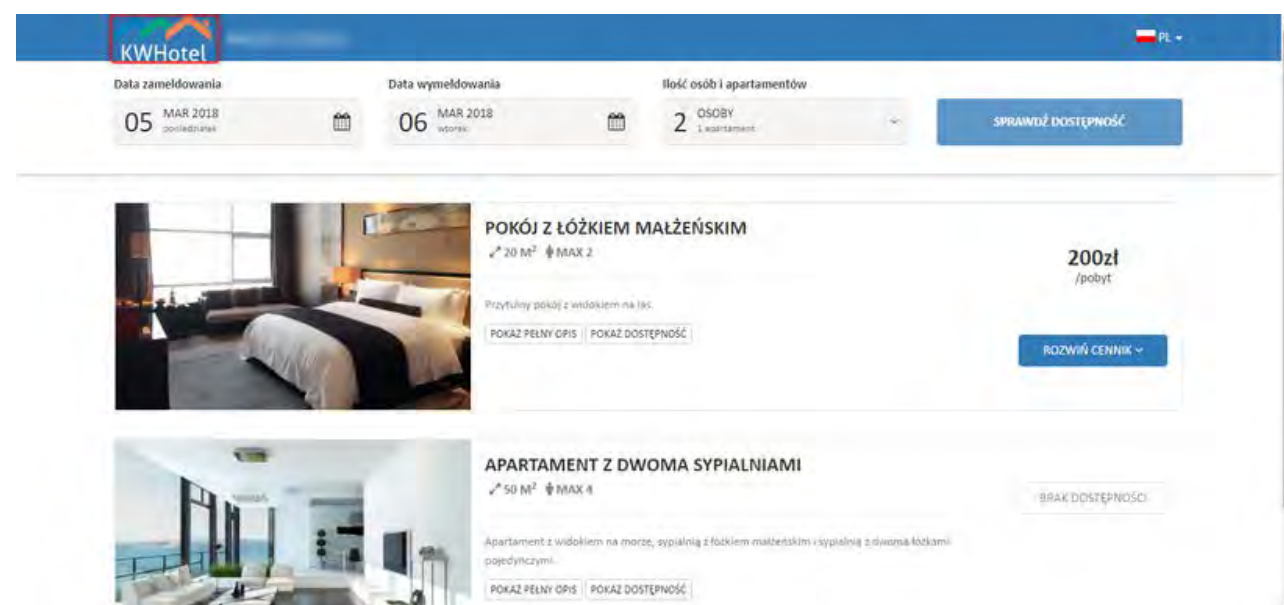 KWHotel
PL
Data zameldowania
Data wymeldowania
Ilość osób i apartamentów
05 MAR 2018
poniedziałek
06 MAR 2018
wtorek
2 OSOBY
1 apartament
SPRAWDŹ DOSTĘPNOŚĆ
POKÓJ Z ŁÓŻKIEM MAŁŻEŃSKIM
20 M² MAX 2
200zł
/pobyt
Przytulny pokój z widokiem na las.
POKAŻ PEŁNY OPIS POKAŻ DOSTĘPNOŚĆ
ROZWIŃ CENNIK
APARTAMENT Z DWOMA SYPIALNIAMI
50 M² MAX 4
BRAK DOSTĘPNOŚCI
Apartament z widokiem na morze, sypialnią z łóżkiem małżeńskim i sypialnią z dwoma łóżkami
pojedynczymi.
POKAŻ PEŁNY OPIS POKAŻ DOSTĘPNOŚĆ